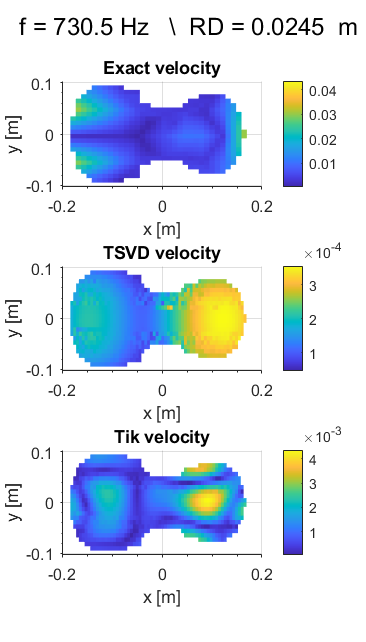 f = 730.5 Hz \ RD = 0.0245 m
Exact velocity
0.1
0
-0.1
y [m]
-0.2 0 0.2
x [m]
0.04
0.03
0.02
0.01
TSVD velocity
×10⁻⁴
0.1
0
-0.1
y [m]
-0.2 0 0.2
x [m]
3
2
1
Tik velocity
×10⁻³
0.1
0
-0.1
y [m]
-0.2 0 0.2
x [m]
4
3
2
1